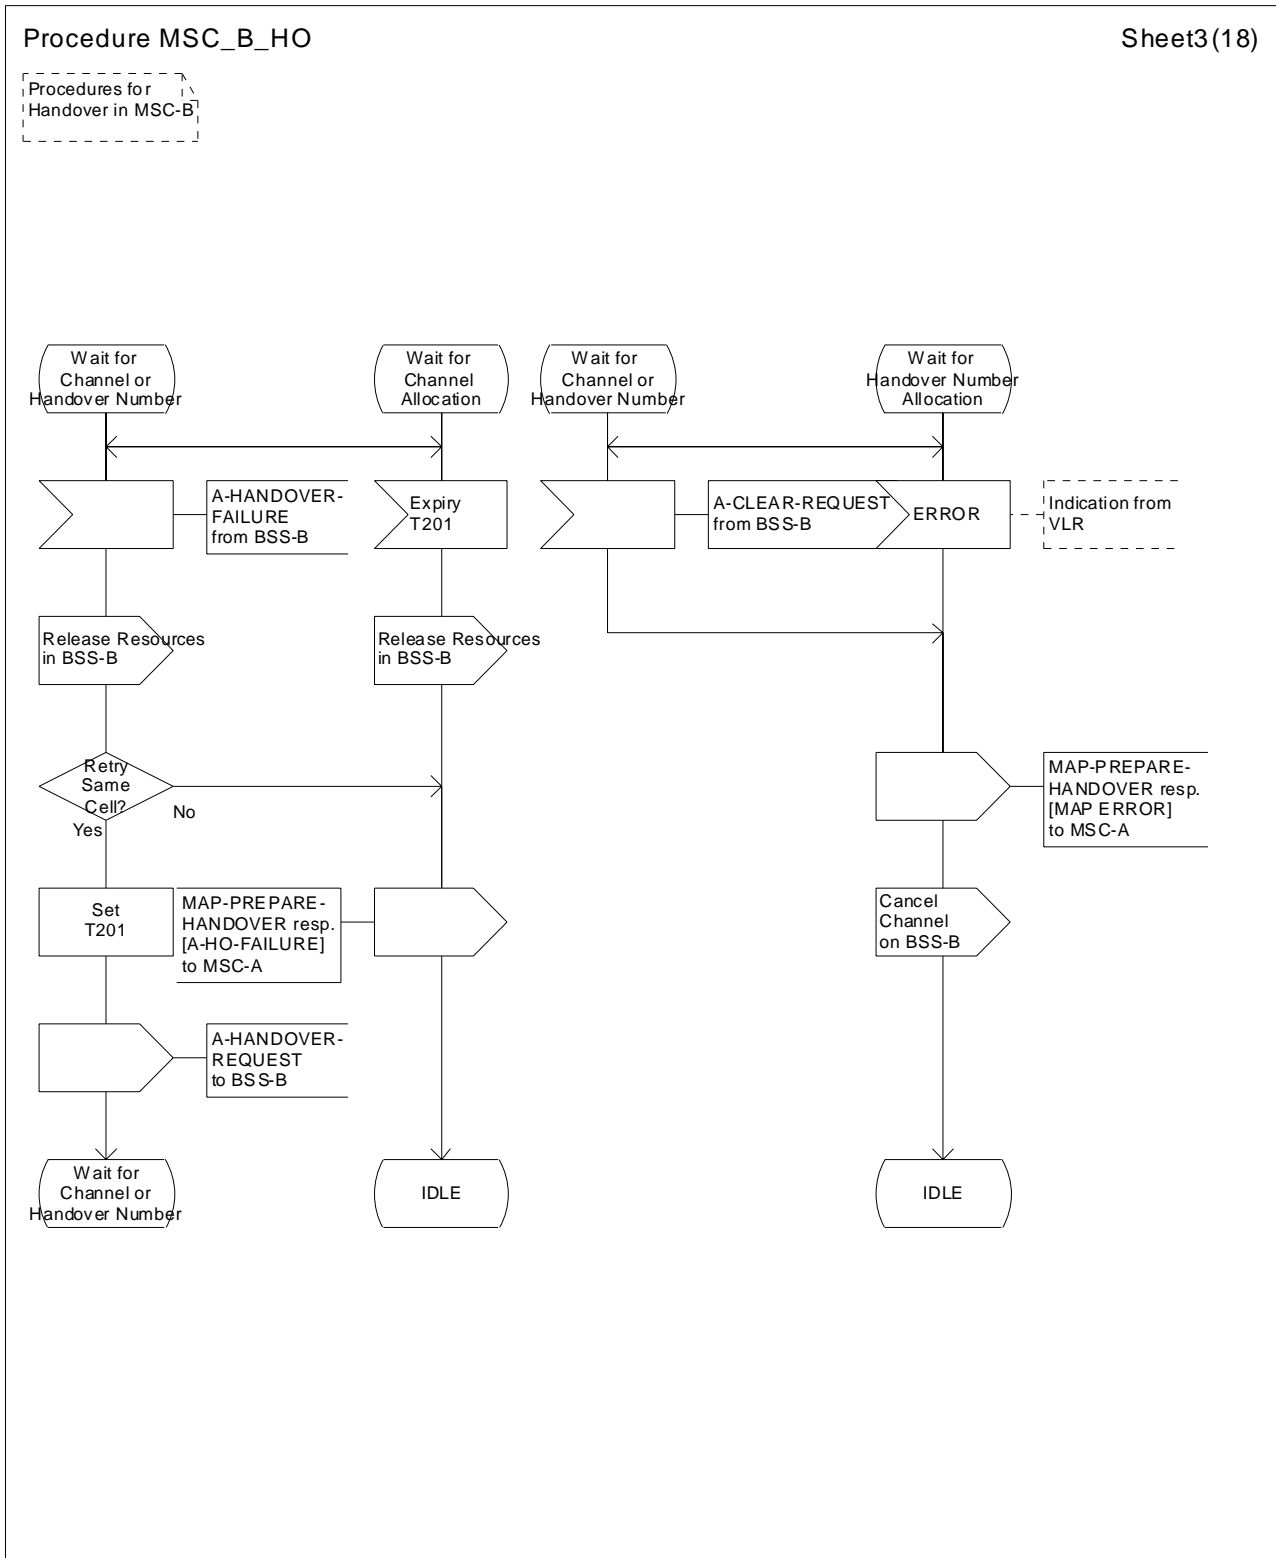 Procedure MSC_B_HO
Sheet3(18)
Procedures for
Handover in MSC-B
Wait for
Channel or
Handover Number
Wait for
Channel
Allocation
Wait for
Channel or
Handover Number
Wait for
Handover Number
Allocation
A-HANDOVER-
FAILURE
from BSS-B
Expiry
T201
A-CLEAR-REQUEST
from BSS-B
ERROR
Indication from
VLR
Release Resources
in BSS-B
Release Resources
in BSS-B
Retry
Same
Cell?
No
Yes
MAP-PREPARE-
HANDOVER resp.
[MAP ERROR]
to MSC-A
Set
T201
MAP-PREPARE-
HANDOVER resp.
[A-HO-FAILURE]
to MSC-A
Cancel
Channel
on BSS-B
A-HANDOVER-
REQUEST
to BSS-B
Wait for
Channel or
Handover Number
IDLE
IDLE